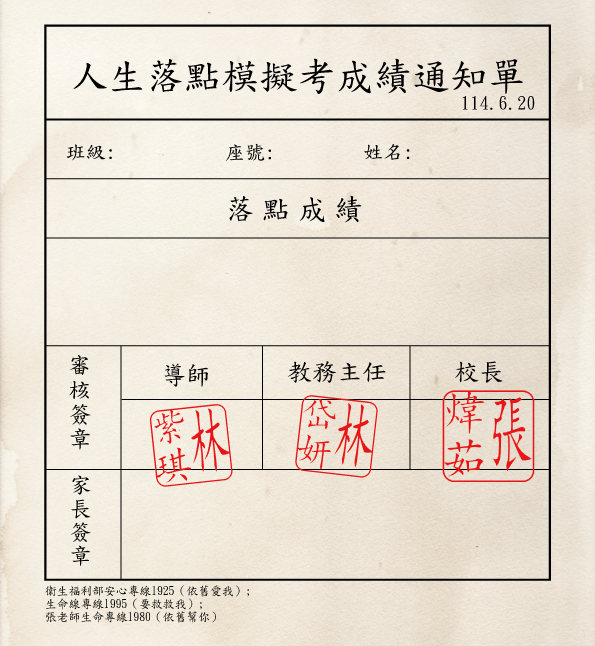 人生落點模擬考成績通知單
114.6.20
班級: 座號: 姓名:
落點成績
審核簽章 導師 教務主任 校長
林紫琪 林岱妍 張煒茹
家長簽章
衛生福利部安心專線1925（依舊愛我）;
生命線專線1995（要救救我）;
張老師生命專線1980（依舊幫你）